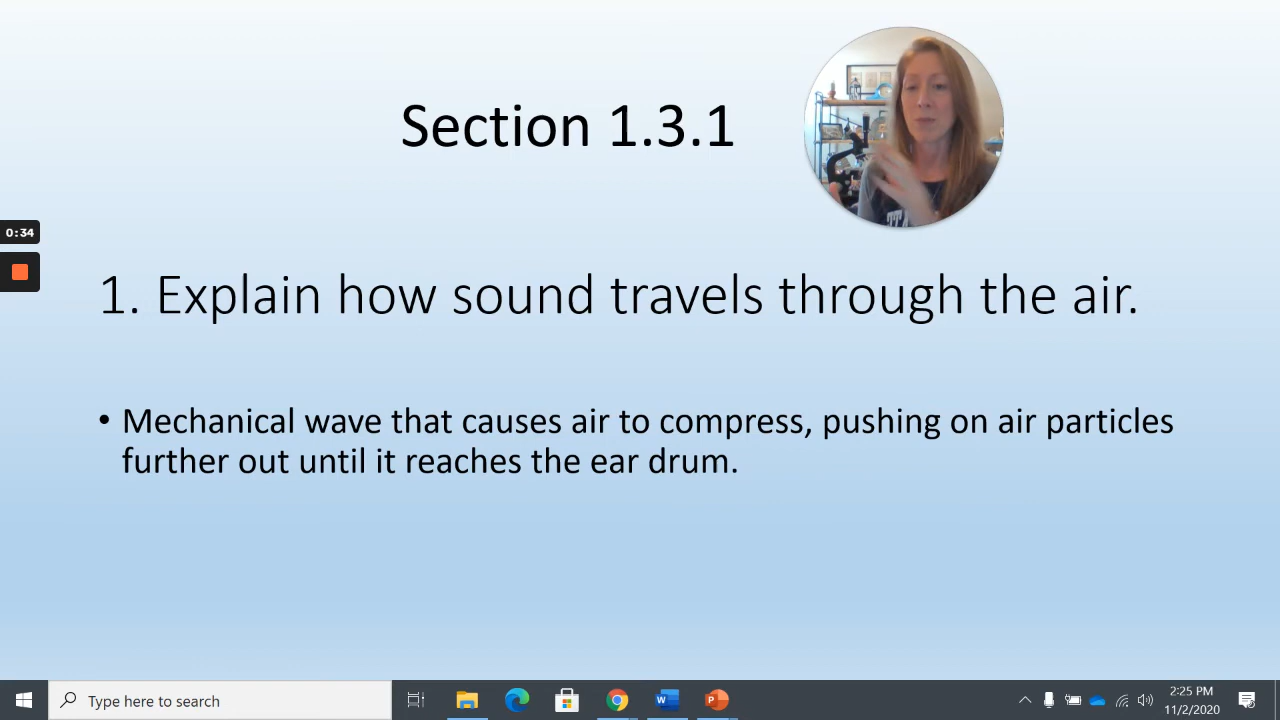 Section 1.3.1
0:34
1. Explain how sound travels through the air.
• Mechanical wave that causes air to compress, pushing on air particles
further out until it reaches the ear drum.
Type here to search
2:25 PM
11/2/2020